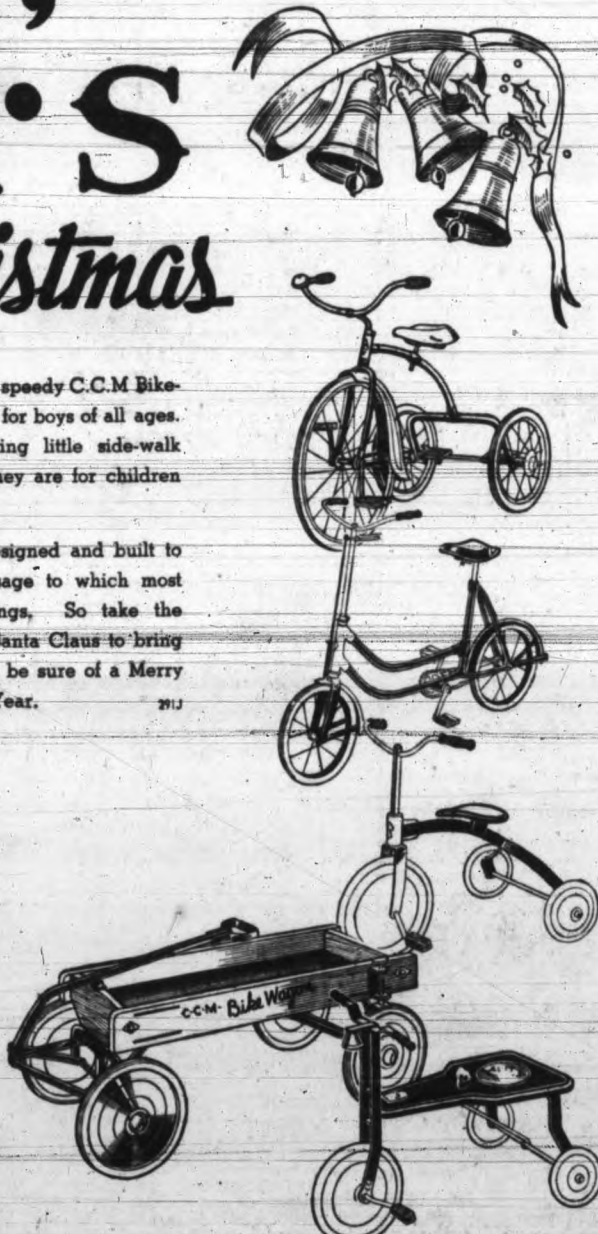 'S
istmas
speedy C.C.M Bike-
for boys of all ages.
ing little side-walk
hey are for children
signed and built to
sage to which most
ngs. So take the
Santa Claus to bring
be sure of a Merry
Year. 291J
C·C·M· Bike Wagon